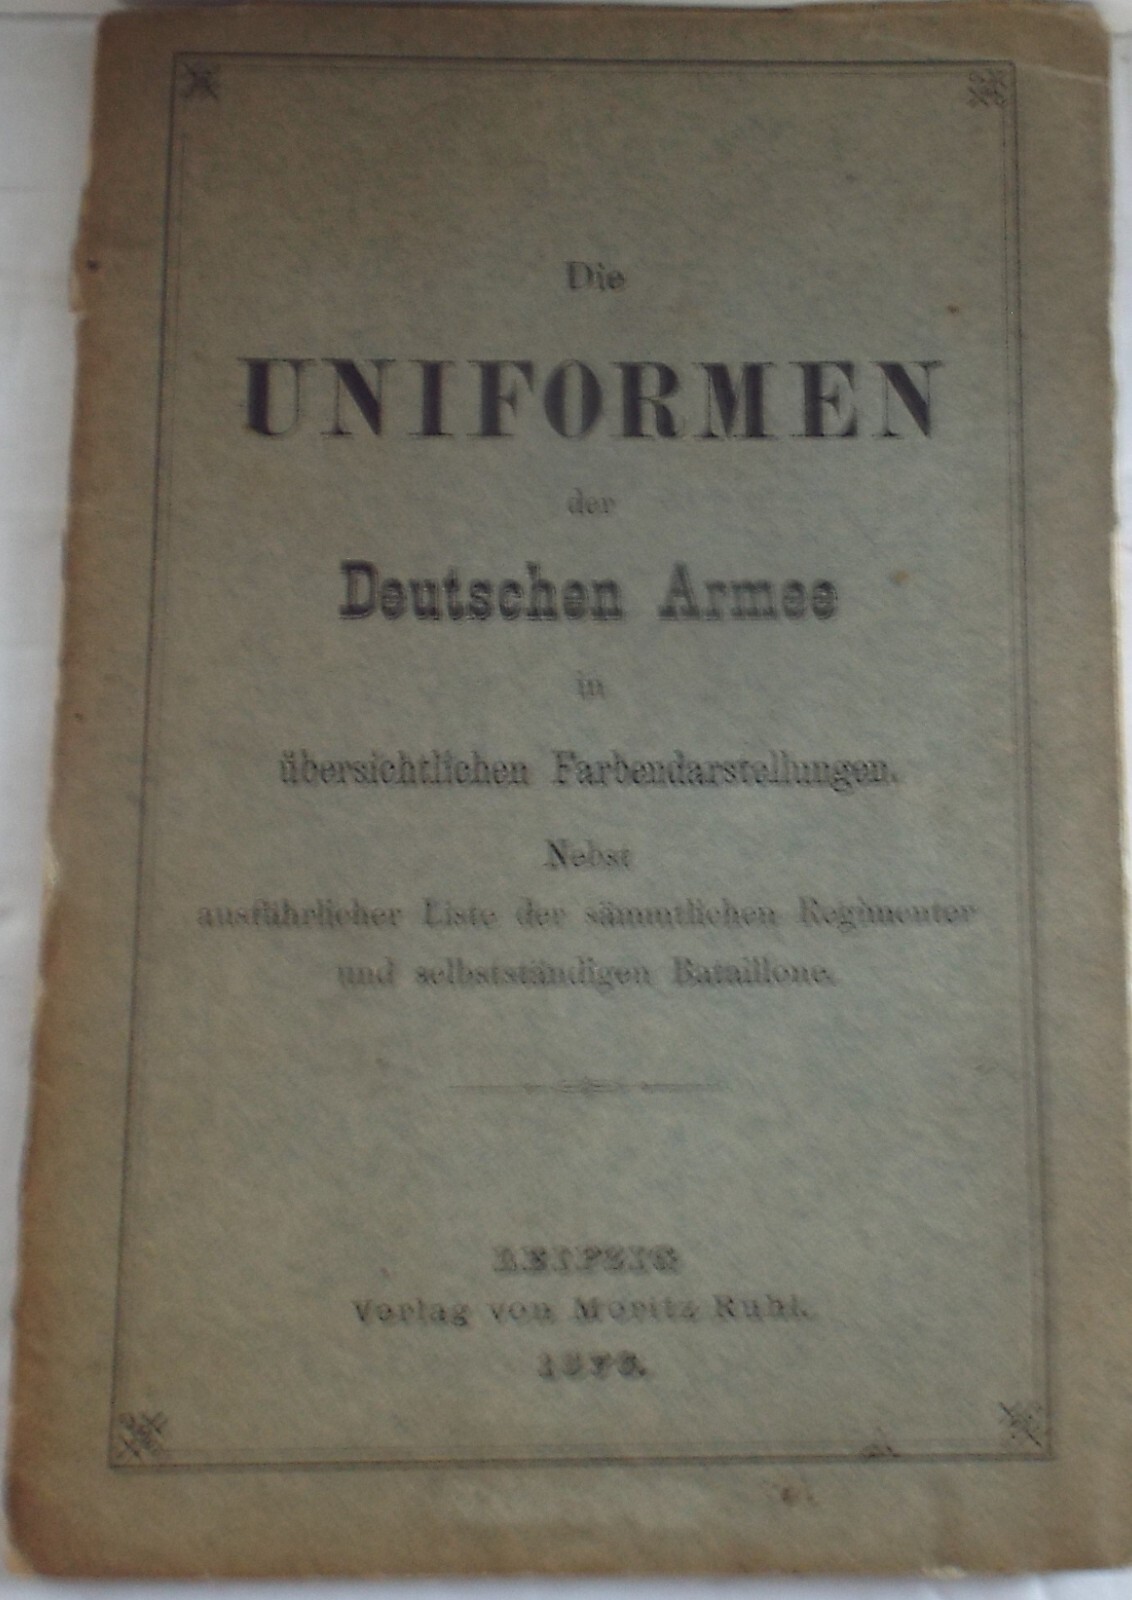 Die
UNIFORMEN
der
Deutschen Armee
in
übersichtlichen Farbendarstellungen.
Nebst
ausführlicher Liste der sämmtlichen Regimenter
und selbstständigen Bataillone.
LEIPZIG
Verlag von Moritz Ruhl.